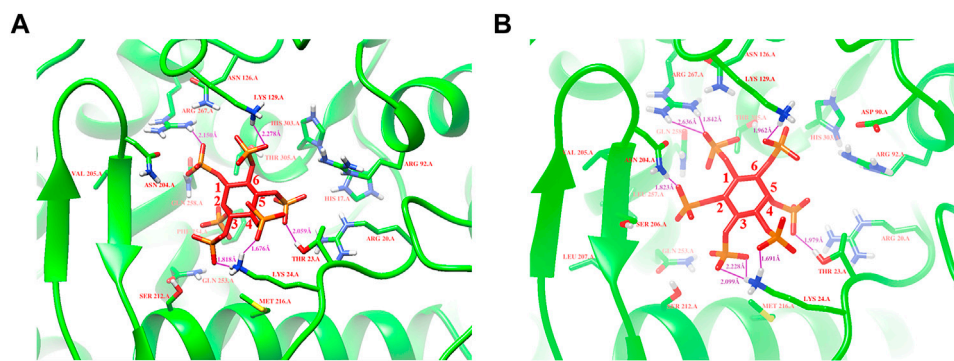 A
ASN 126.A
LYS 129.A
ARG 267.A
2.278Å
2.150Å
HIS 303.A
THR 305.A
ARG 92.A
VAL 205.A
ASN 204.A
HIS 17.A
1
6
2
5
3
4
2.059Å
ARG 20.A
1.676Å
THR 23.A
1.818Å
LYS 24.A
GLN 253.A
SER 212.A
MET 216.A
B
ASN 126.A
ARG 267.A
LYS 129.A
2.636Å
1.842Å
1.962Å
ASP 90.A
HIS 303.A
ARG 92.A
VAL 205.A
ASN 204.A
1.823Å
1
6
5
2
4
3
SER 206.A
ARG 20.A
1.979Å
LEU 207.A
GLN 253.A
1.691Å
THR 23.A
2.228Å
2.099Å
SER 212.A
MET 216.A
LYS 24.A